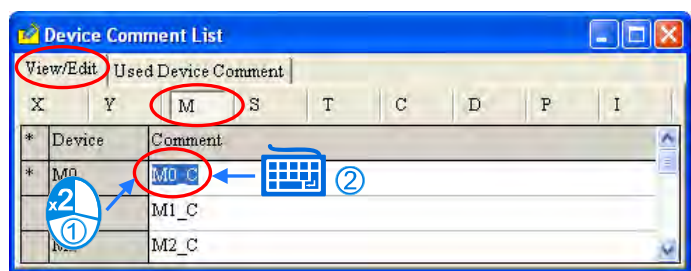 Device Comment List
View/Edit Used Device Comment
X Y M S T C D P I
* Device Comment
* M0 M0_C
x2 ① ②
M1_C
M2_C